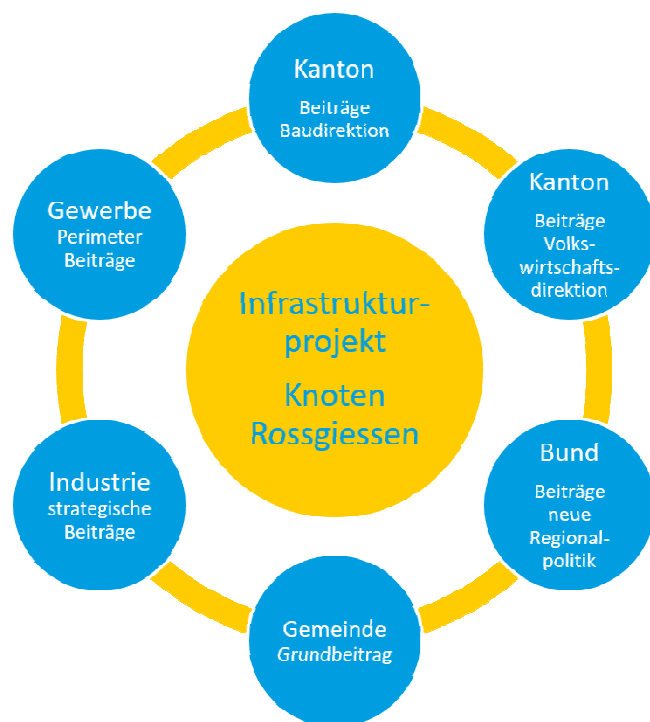 Kanton
Beiträge
Baudirektion
Kanton
Beiträge
Volks-
wirtschafts-
direktion
Bund
Beiträge
neue
Regional-
politik
Gemeinde
Grundbeitrag
Industrie
strategische
Beiträge
Gewerbe
Perimeter
Beiträge
Infrastruktur-
projekt
Knoten
Rossgiessen